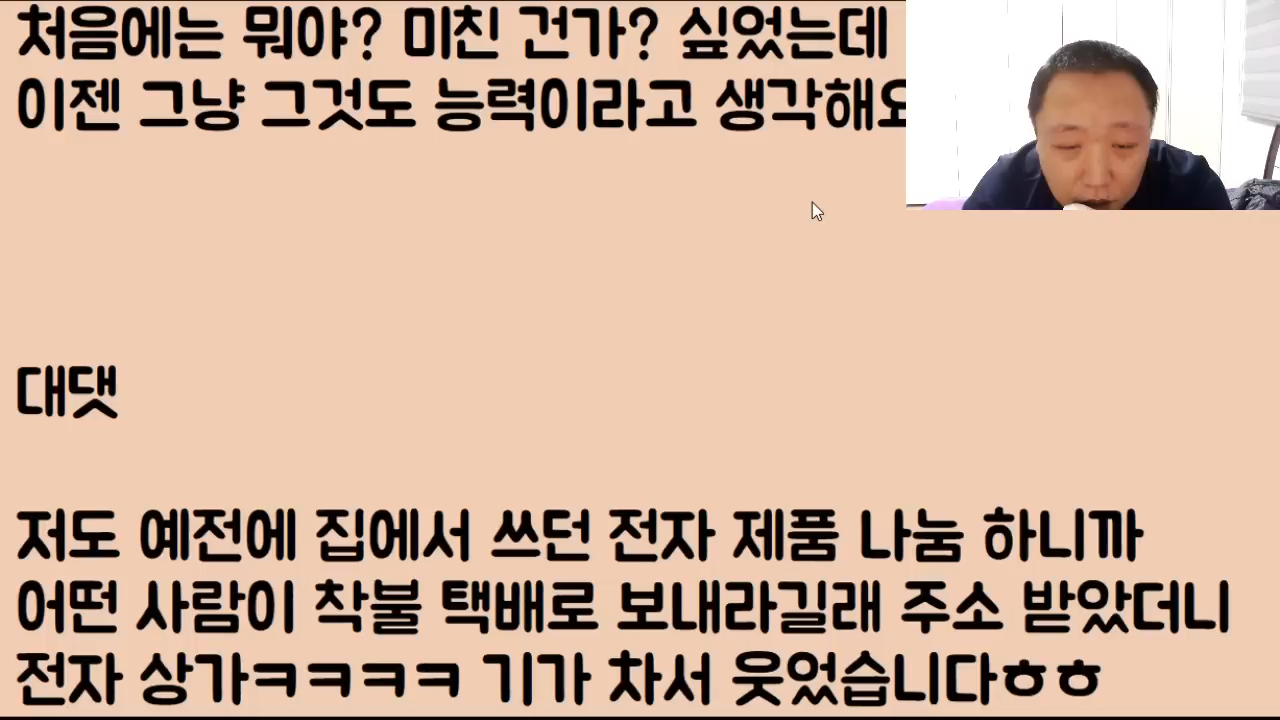 처음에는 뭐야? 미친 건가? 싶었는데
이젠 그냥 그것도 능력이라고 생각해요
대댓
저도 예전에 집에서 쓰던 전자 제품 나눔 하니까
어떤 사람이 착불 택배로 보내라길래 주소 받았더니
전자 상가ㅋㅋㅋㅋ 기가 차서 웃었습니다ㅎㅎ